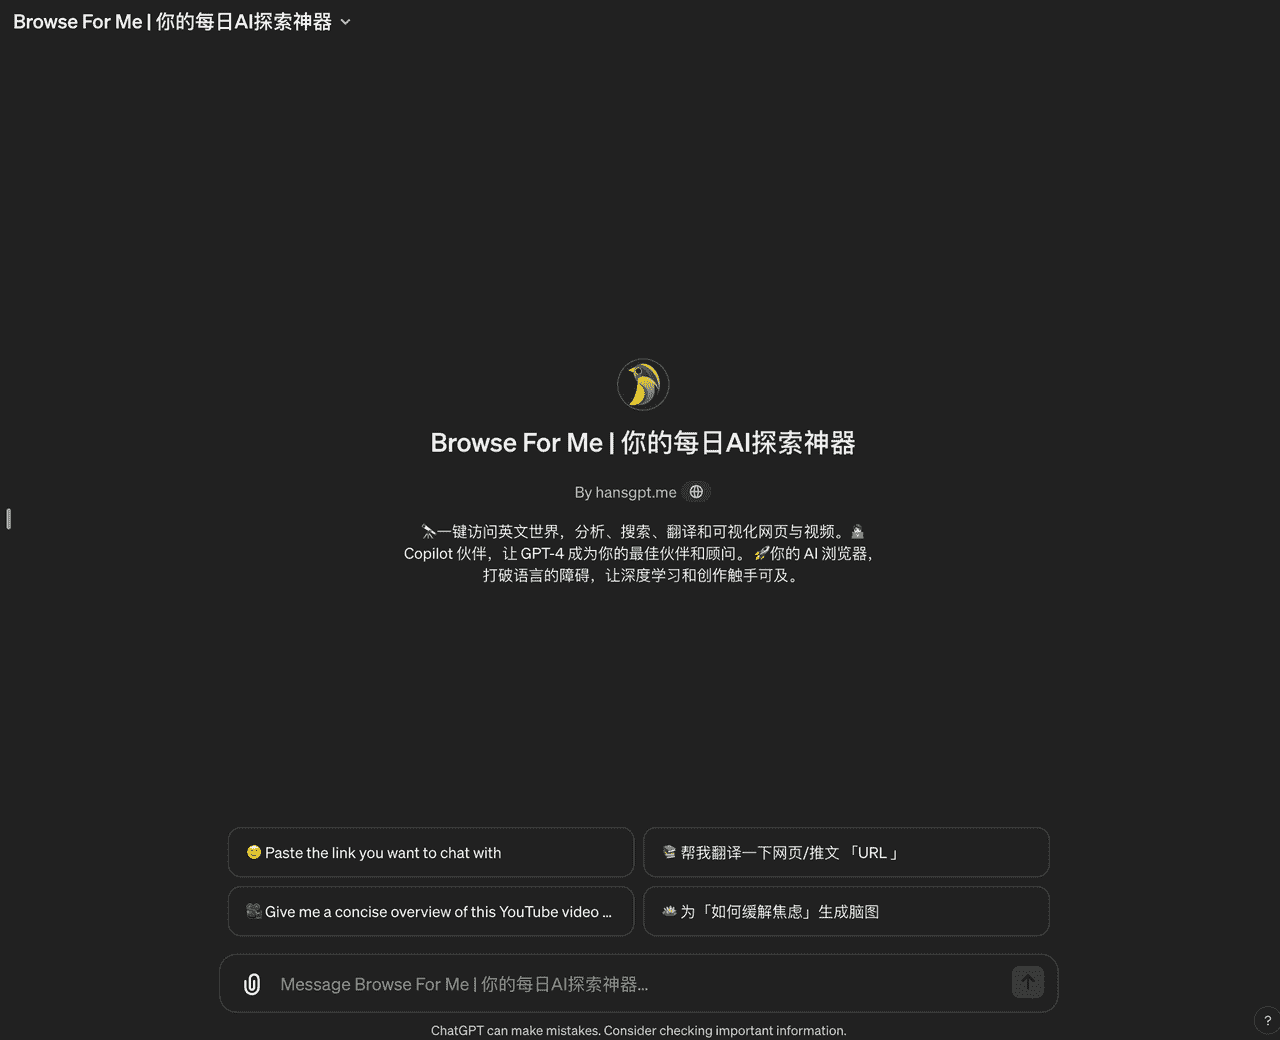 Browse For Me | 你的每日AI探索神器
Browse For Me | 你的每日AI探索神器
By hansgpt.me
🔭一键访问英文世界，分析、搜索、翻译和可视化网页与视频。
Copilot 伙伴，让 GPT-4 成为你的最佳伙伴和顾问。🚀你的 AI 浏览器，
打破语言的障碍，让深度学习和创作触手可及。
Paste the link you want to chat with
📚 帮我翻译一下网页/推文 「URL 」
🎥 Give me a concise overview of this YouTube video ...
🪷 为「如何缓解焦虑」生成脑图
Message Browse For Me | 你的每日AI探索神器...
ChatGPT can make mistakes. Consider checking important information.
?